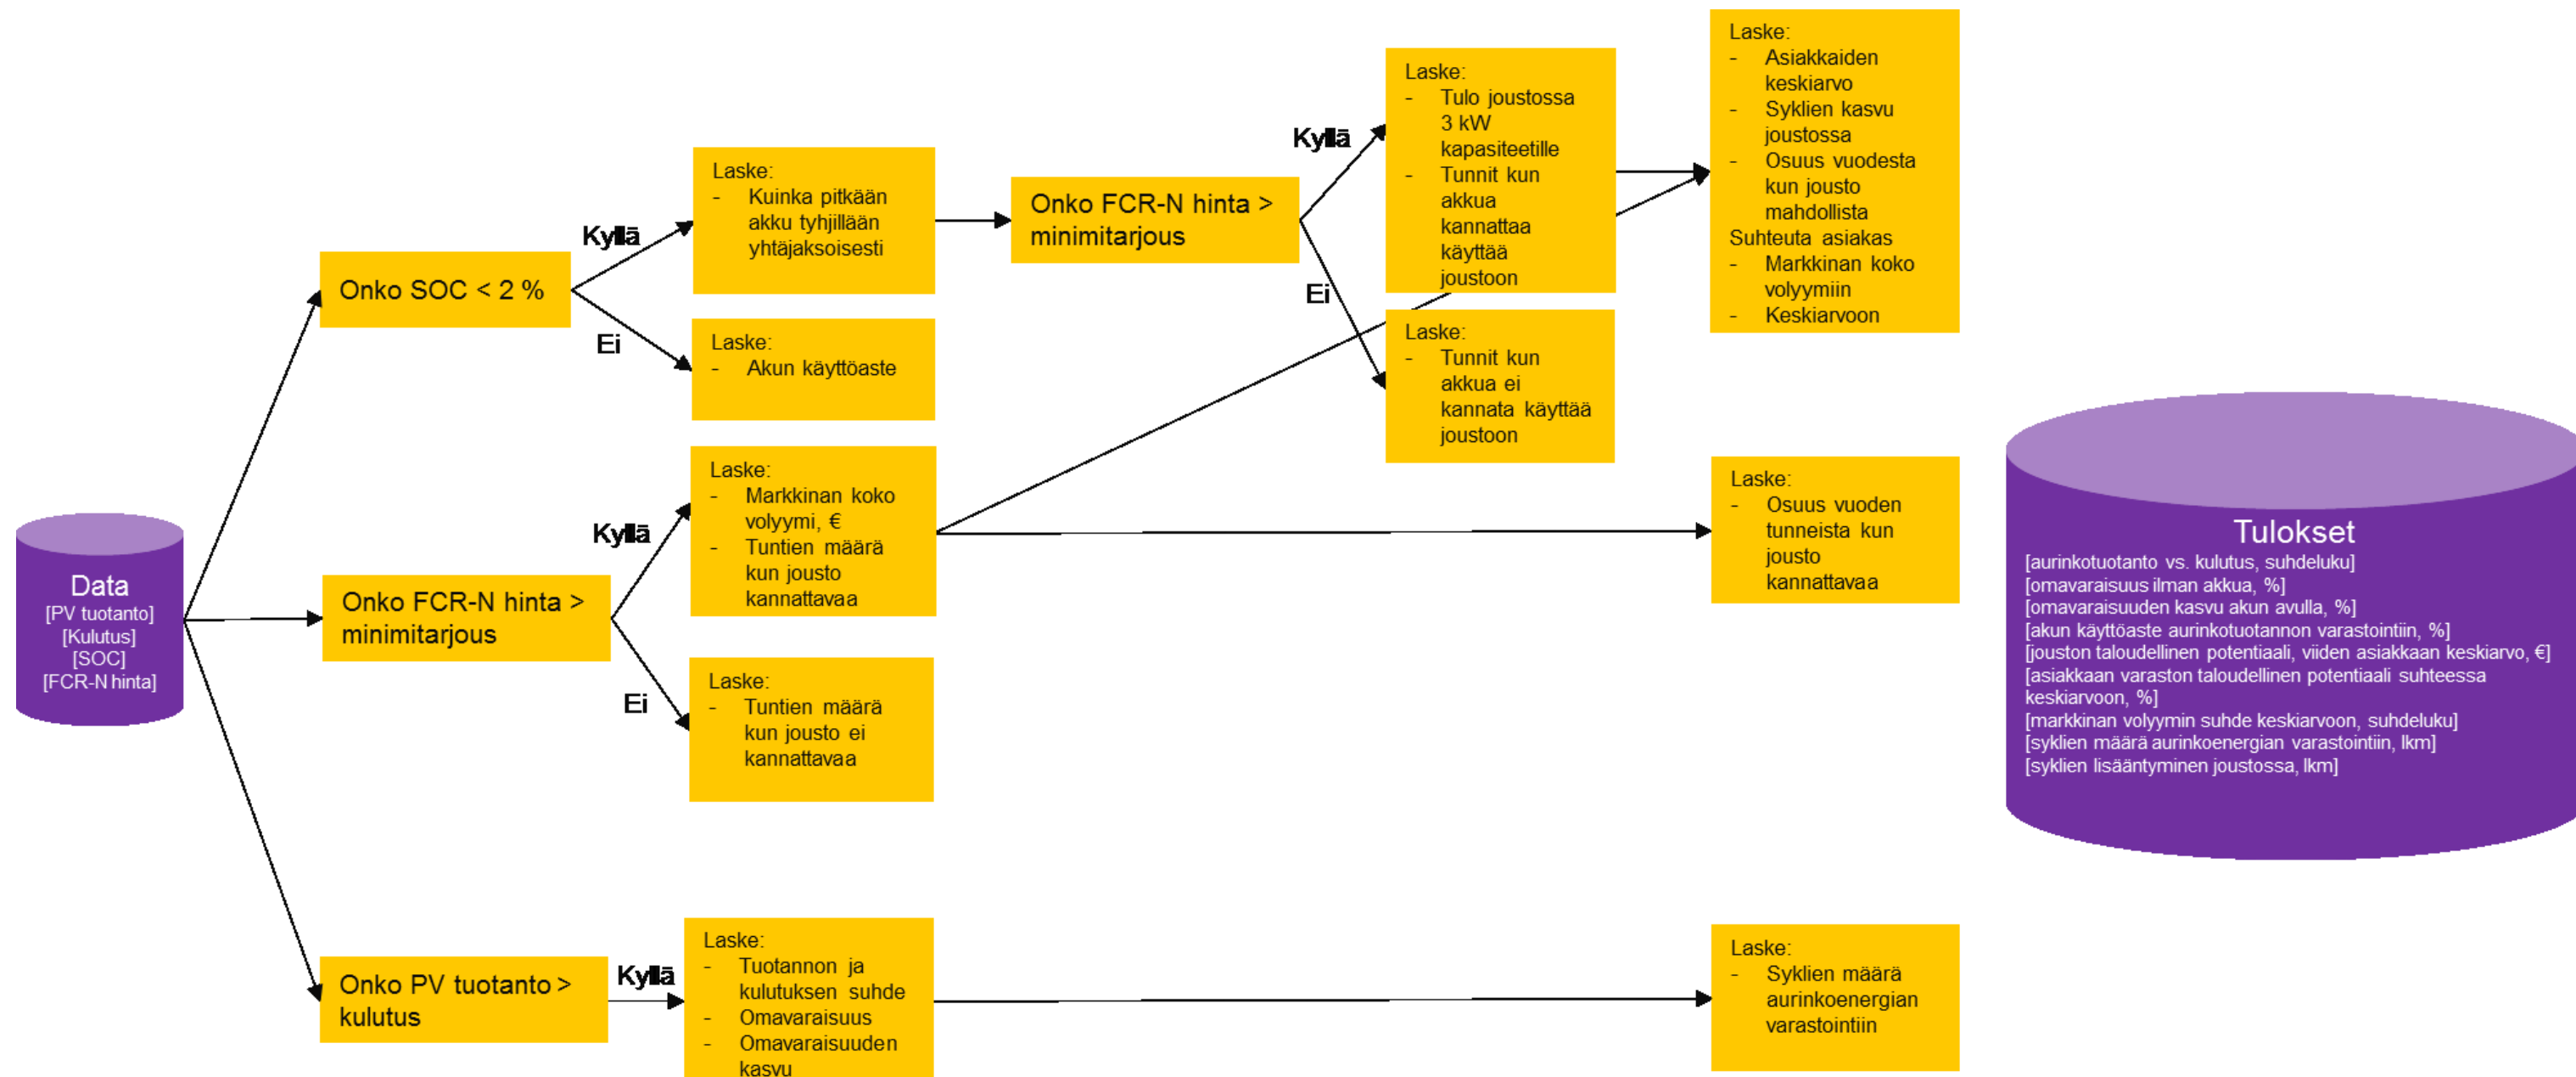 Data
[PV tuotanto]
[Kulutus]
[SOC]
[FCR-N hinta]
Onko SOC < 2 %
Kyllä
Ei
Laske:
- Kuinka pitkään
akku tyhjillään
yhtäjaksoisesti
Laske:
- Akun käyttöaste
Onko FCR-N hinta >
minimitarjous
Kyllä
Ei
Laske:
- Tulo joustossa
3 kW
kapasiteetille
- Tunnit kun
akkua
kannattaa
käyttää
joustoon
Laske:
- Tunnit kun
akkua ei
kannata käyttää
joustoon
Laske:
- Asiakkaiden
keskiarvo
- Syklien kasvu
joustossa
- Osuus vuodesta
kun jousto
mahdollista
Suhteuta asiakas
- Markkinan koko
volyymiin
- Keskiarvoon
Onko FCR-N hinta >
minimitarjous
Kyllä
Ei
Laske:
- Markkinan koko
volyymi, €
- Tuntien määrä
kun jousto
kannattavaa
Laske:
- Tuntien määrä
kun jousto ei
kannattavaa
Laske:
- Osuus vuoden
tunneista kun
jousto
kannattavaa
Onko PV tuotanto >
kulutus
Kyllä
Laske:
- Tuotannon ja
kulutuksen suhde
- Omavaraisuus
- Omavaraisuuden
kasvu
Laske:
- Syklien määrä
aurinkoenergian
varastointiin
Tulokset
[aurinkotuotanto vs. kulutus, suhdeluku]
[omavaraisuus ilman akkua, %]
[omavaraisuuden kasvu akun avulla, %]
[akun käyttöaste aurinkotuotannon varastointiin, %]
[jouston taloudellinen potentiaali, viiden asiakkaan keskiarvo, €]
[asiakkaan varaston taloudellinen potentiaali suhteessa
keskiarvoon, %]
[markkinan volyymin suhde keskiarvoon, suhdeluku]
[syklien määrä aurinkoenergian varastointiin, lkm]
[syklien lisääntyminen joustossa, lkm]